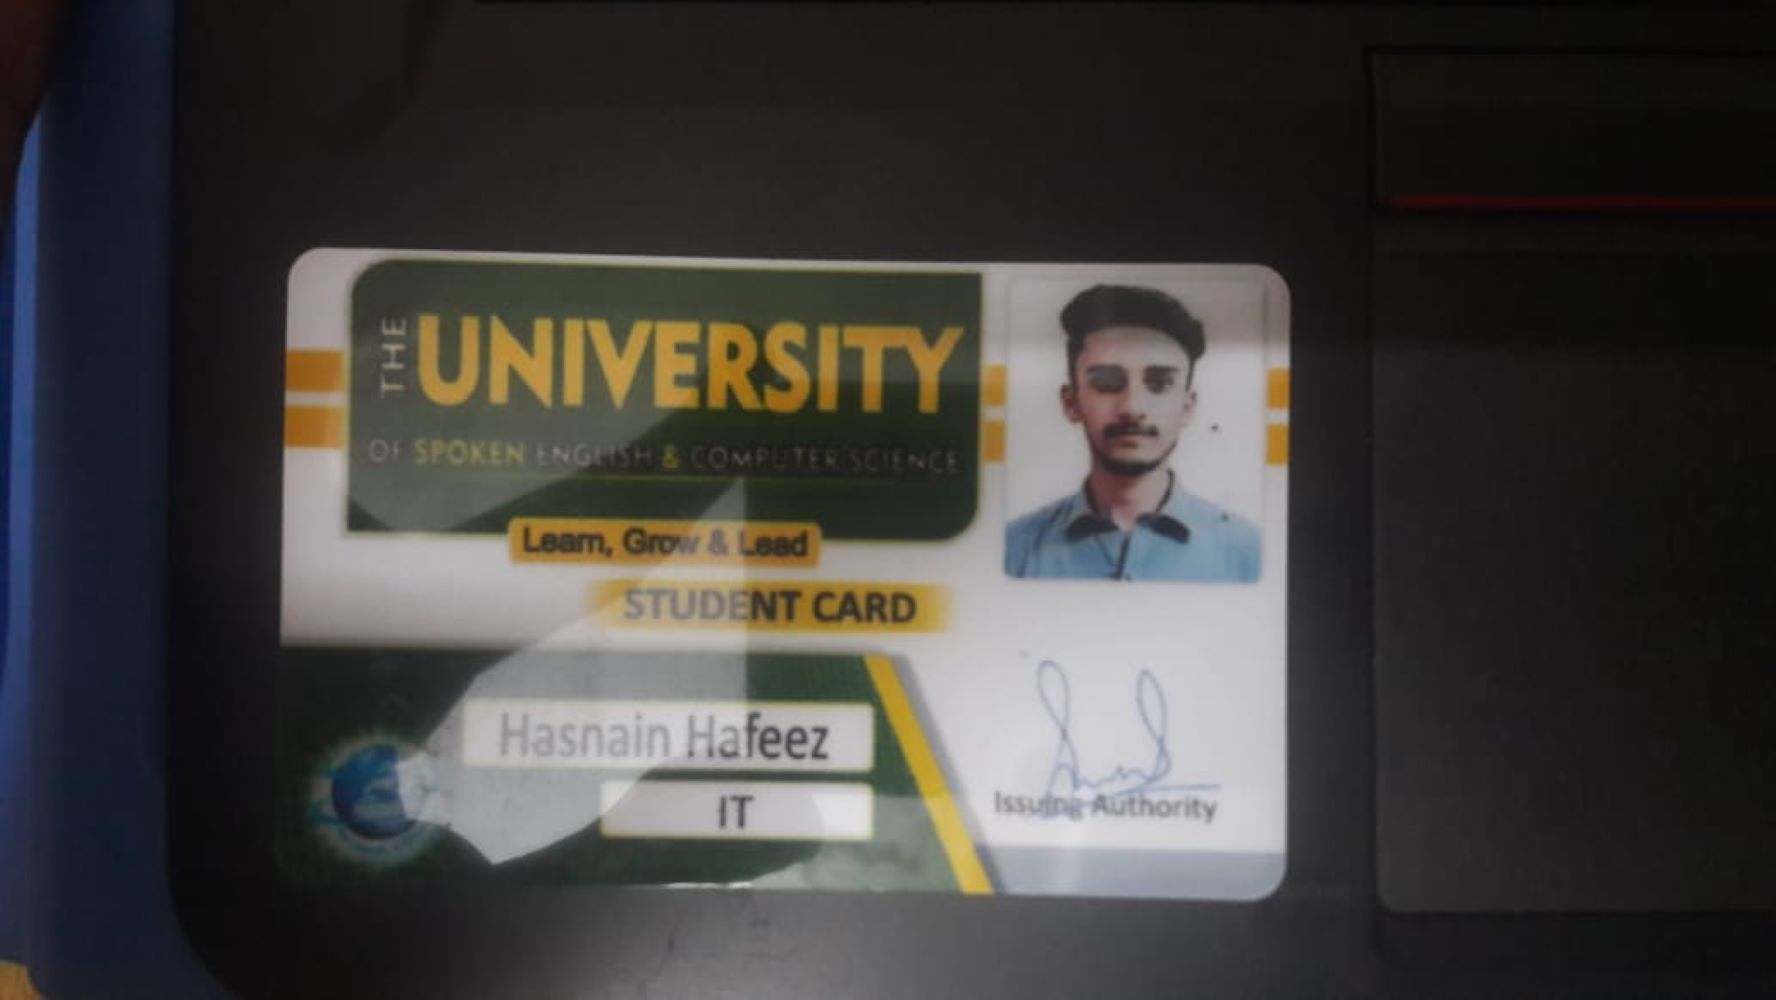 THE UNIVERSITY
OF SPOKEN ENGLISH & COMPUTER SCIENCE
Learn, Grow & Lead
STUDENT CARD
Hasnain Hafeez
IT
Issuing Authority